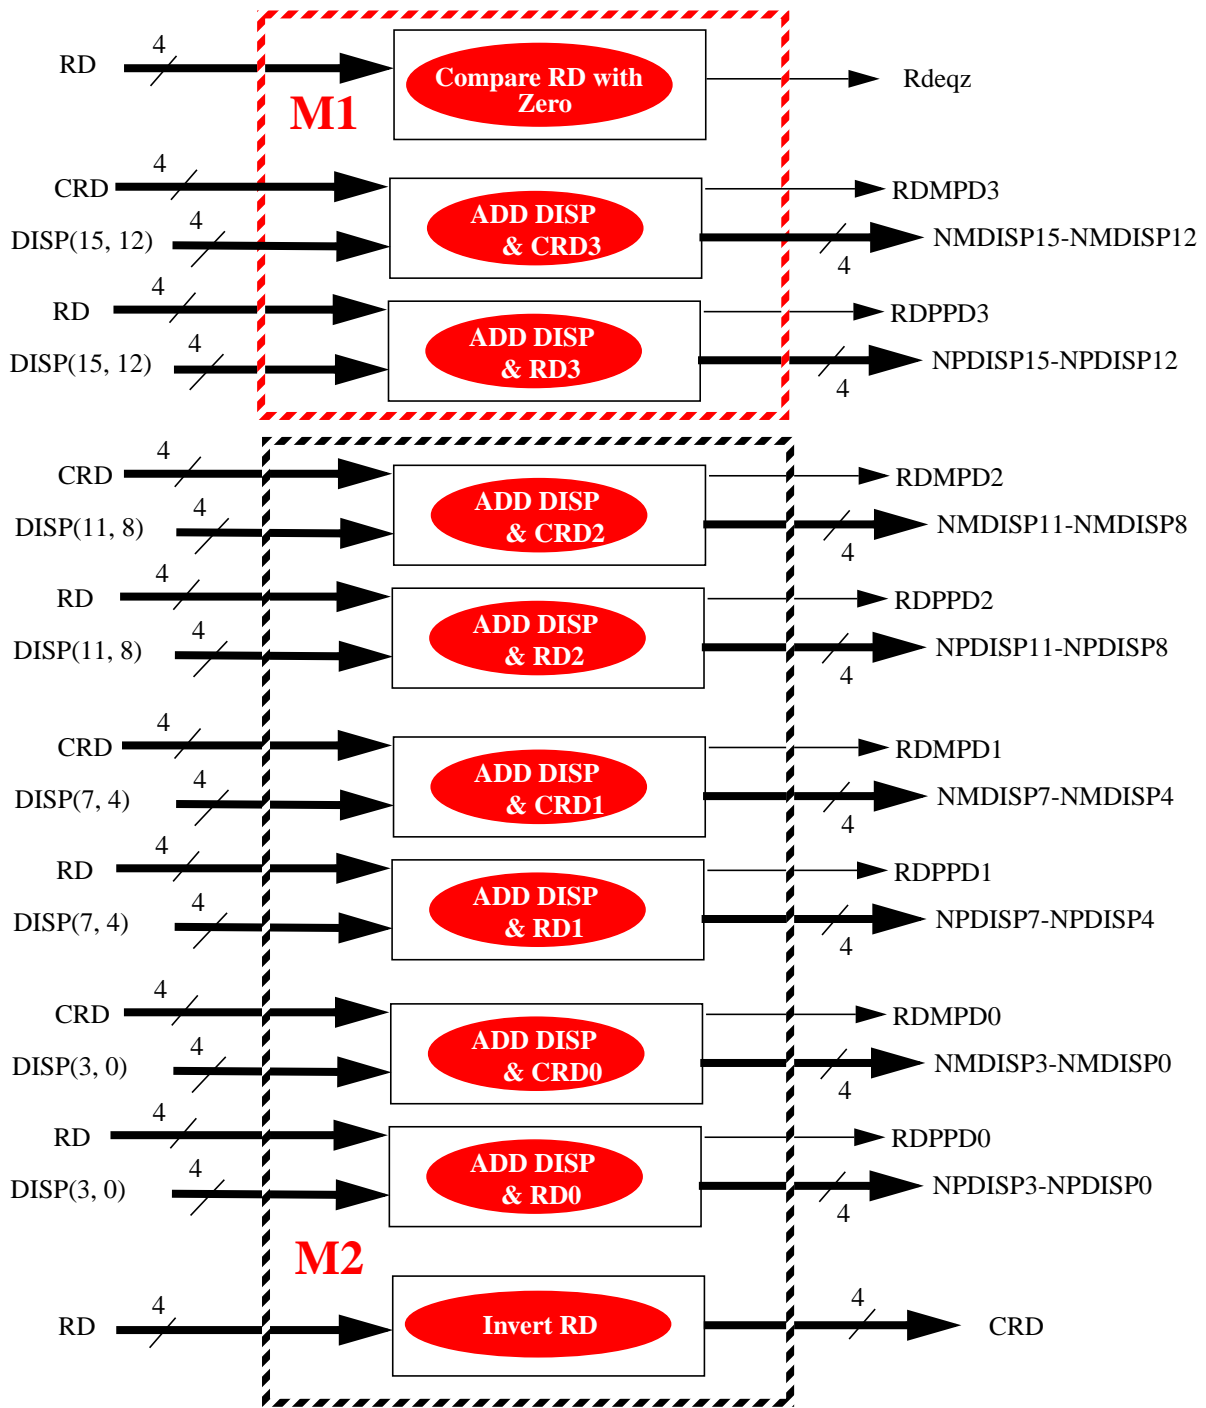 4
RD
Compare RD with
Zero
Rdeqz
M1
4
CRD
ADD DISP
& CRD3
RDMPD3
4
DISP(15, 12)
NMDISP15-NMDISP12
4
4
RD
ADD DISP
& RD3
RDPPD3
4
DISP(15, 12)
NPDISP15-NPDISP12
4
4
CRD
ADD DISP
& CRD2
RDMPD2
4
DISP(11, 8)
NMDISP11-NMDISP8
4
4
RD
ADD DISP
& RD2
RDPPD2
4
DISP(11, 8)
NPDISP11-NPDISP8
4
4
CRD
ADD DISP
& CRD1
RDMPD1
4
DISP(7, 4)
NMDISP7-NMDISP4
4
4
RD
ADD DISP
& RD1
RDPPD1
4
DISP(7, 4)
NPDISP7-NPDISP4
4
4
CRD
ADD DISP
& CRD0
RDMPD0
4
DISP(3, 0)
NMDISP3-NMDISP0
4
4
RD
ADD DISP
& RD0
RDPPD0
4
DISP(3, 0)
NPDISP3-NPDISP0
4
M2
4
RD
Invert RD
4
CRD